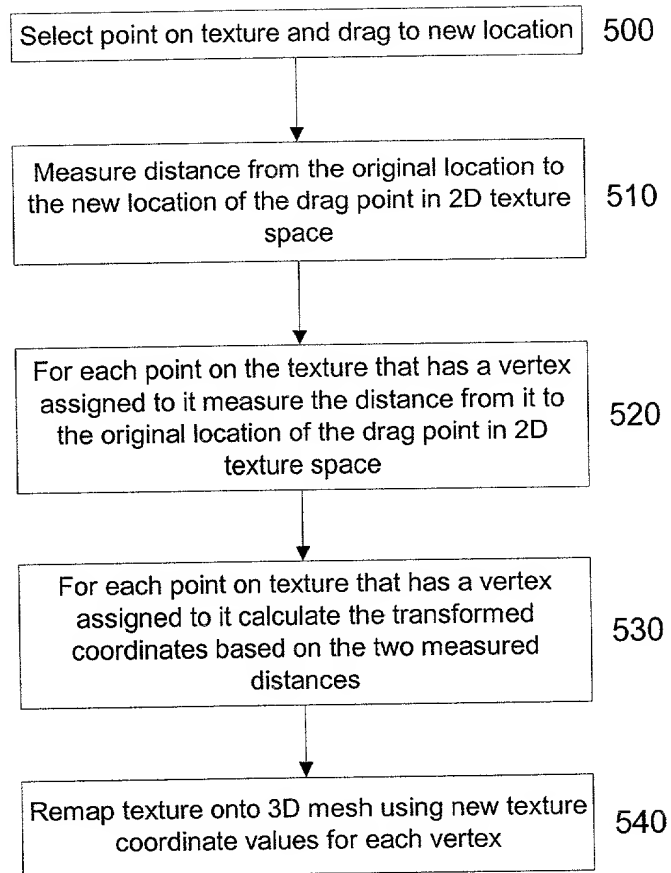 Select point on texture and drag to new location 500
Measure distance from the original location to
the new location of the drag point in 2D texture
space
510
For each point on the texture that has a vertex
assigned to it measure the distance from it to
the original location of the drag point in 2D
texture space
520
For each point on texture that has a vertex
assigned to it calculate the transformed
coordinates based on the two measured
distances
530
Remap texture onto 3D mesh using new texture
coordinate values for each vertex
540